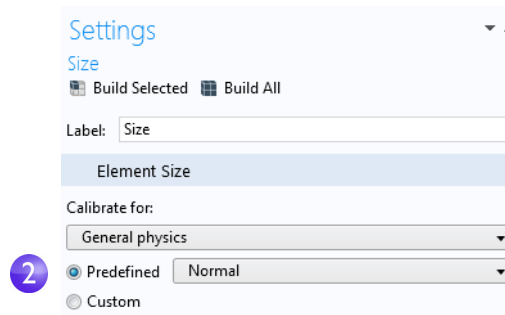 Settings
Size
Build Selected Build All
Label: Size
Element Size
Calibrate for:
General physics
2 Predefined Normal
Custom